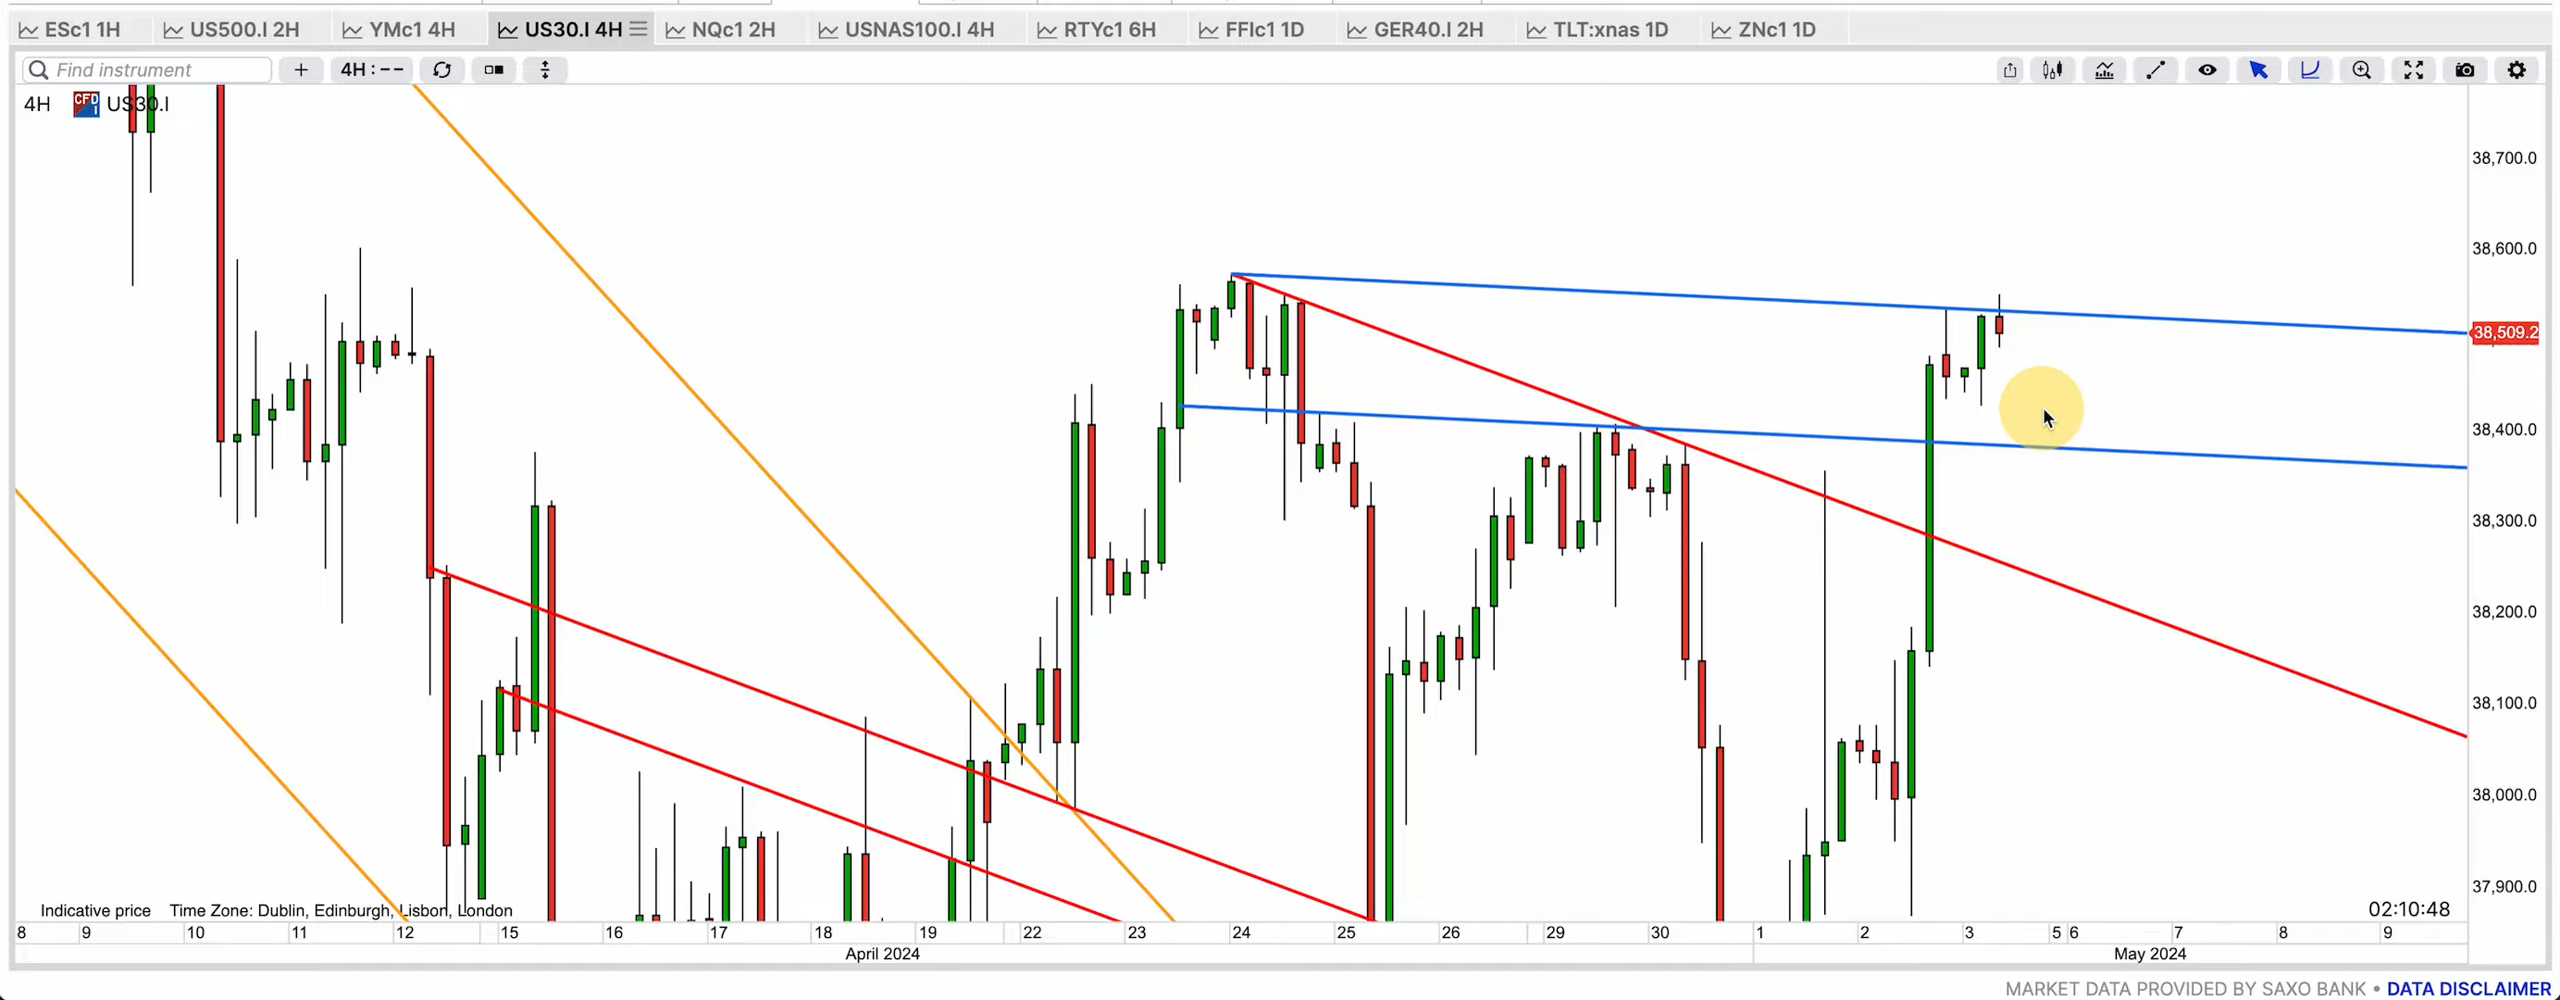 ESc1 1H US500.I 2H YMc1 4H US30.I 4H NQc1 2H USNAS100.I 4H RTYc1 6H FFIc1 1D GER40.I 2H TLT:xnas 1D ZNc1 1D
Find instrument + 4H : --
4H CFD I US30.I
38,700.0
38,600.0
38,509.2
38,400.0
38,300.0
38,200.0
38,100.0
38,000.0
37,900.0
Indicative price Time Zone: Dublin, Edinburgh, Lisbon, London 02:10:48
8 9 10 11 12 15 16 17 18 19 22 23 24 25 26 29 30 1 2 3 5 6 7 8 9
April 2024 May 2024
MARKET DATA PROVIDED BY SAXO BANK • DATA DISCLAIMER